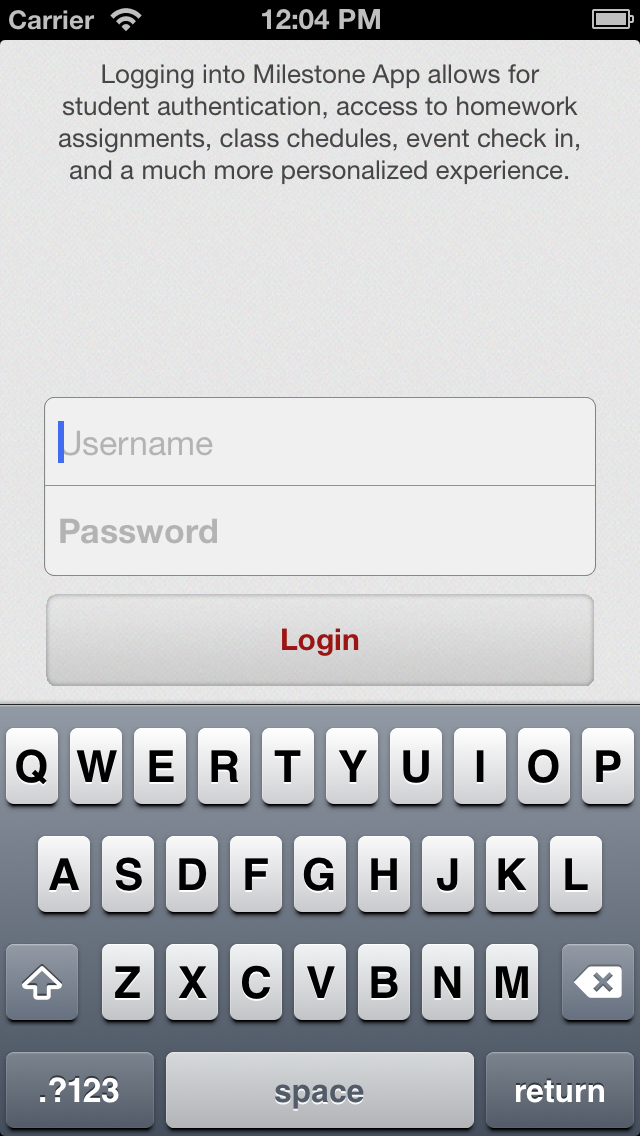 Carrier 12:04 PM
Logging into Milestone App allows for
student authentication, access to homework
assignments, class chedules, event check in,
and a much more personalized experience.
Username
Password
Login
Q W E R T Y U I O P
A S D F G H J K L
Z X C V B N M
.?123 space return